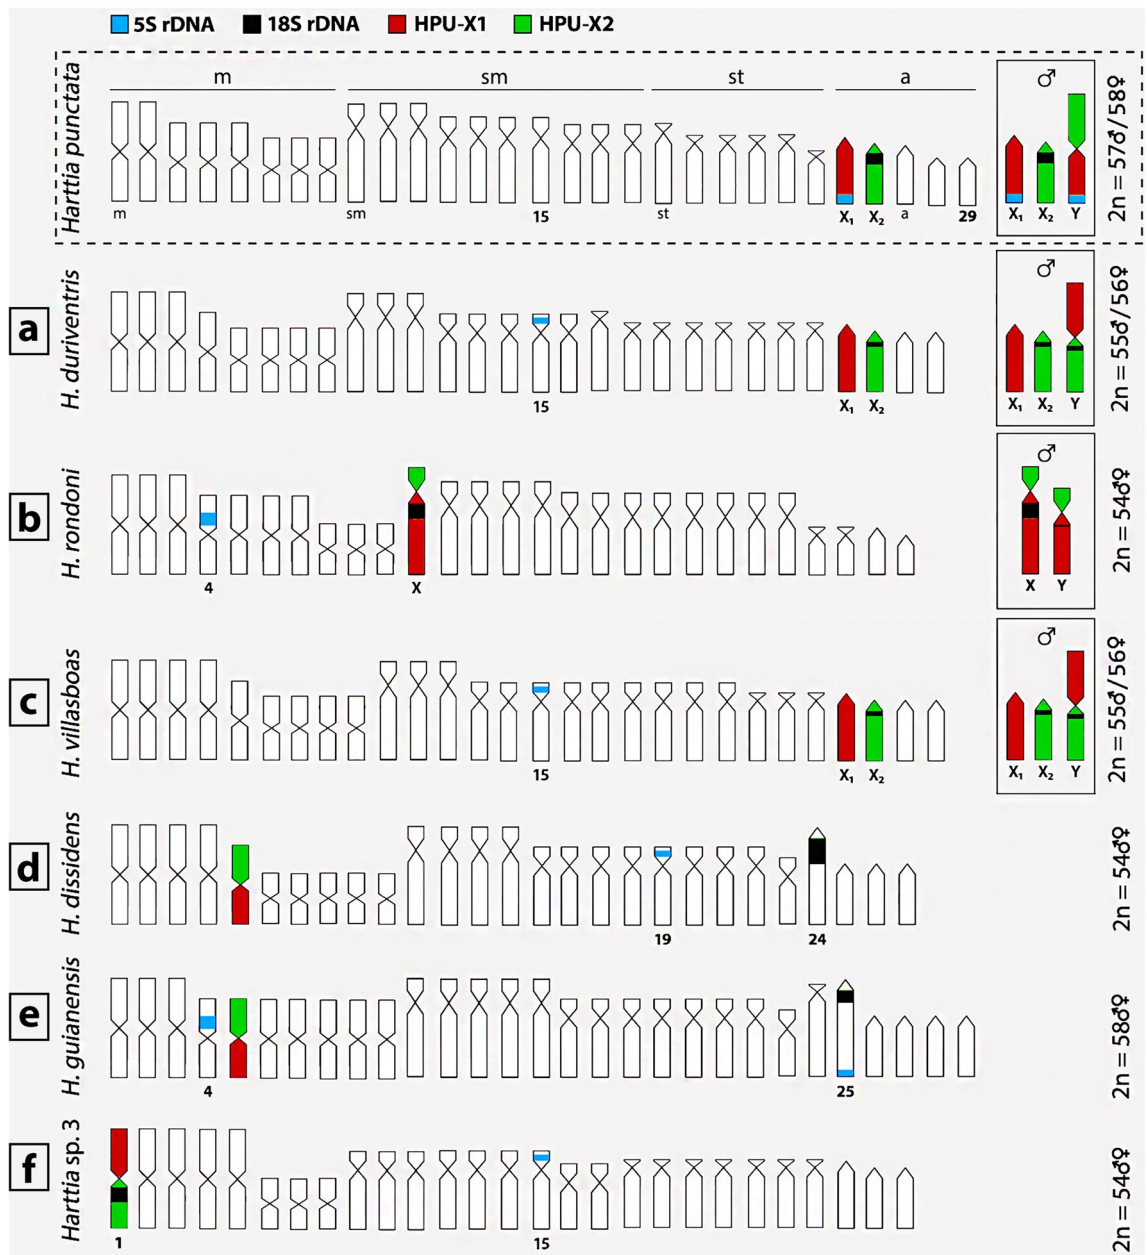 5S rDNA 18S rDNA HPU-X1 HPU-X2
m sm st a
Harttia punctata
m sm 15 st X₁ X₂ a 29
♂
X₁ X₂ Y
2n = 57♂/58♀
a
H. duriventris
15 X₁ X₂
♂
X₁ X₂ Y
2n = 55♂/56♀
b
H. rondoni
4 X
♂
X Y
2n = 54♂♀
c
H. villasboas
15 X₁ X₂
♂
X₁ X₂ Y
2n = 55♂/56♀
d
H. dissidens
19 24
2n = 54♂♀
e
H. guianensis
4 25
2n = 58♂♀
f
Harttia sp. 3
1 15
2n = 54♂♀